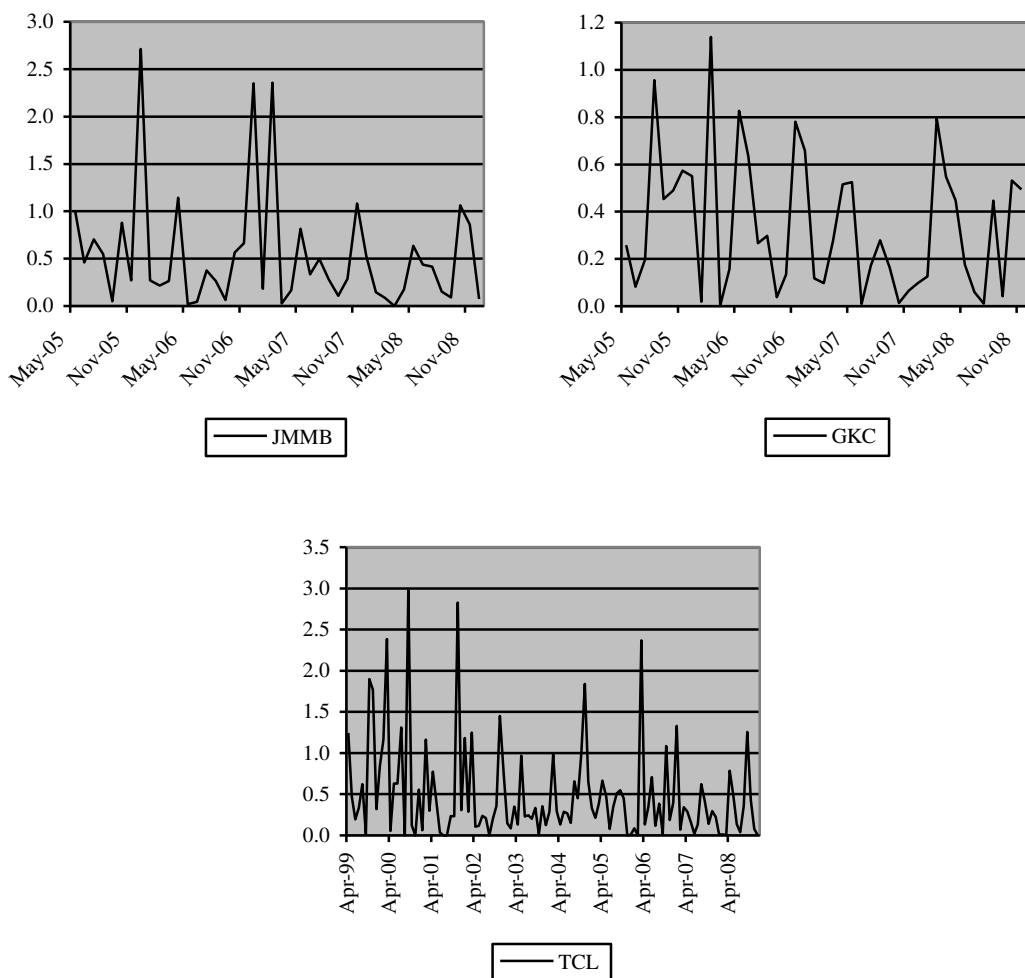 3.0
2.5
2.0
1.5
1.0
0.5
0.0
May-05
Nov-05
May-06
Nov-06
May-07
Nov-07
May-08
Nov-08
JMMB
1.2
1.0
0.8
0.6
0.4
0.2
0.0
May-05
Nov-05
May-06
Nov-06
May-07
Nov-07
May-08
Nov-08
GKC
3.5
3.0
2.5
2.0
1.5
1.0
0.5
0.0
Apr-99
Apr-00
Apr-01
Apr-02
Apr-03
Apr-04
Apr-05
Apr-06
Apr-07
Apr-08
TCL